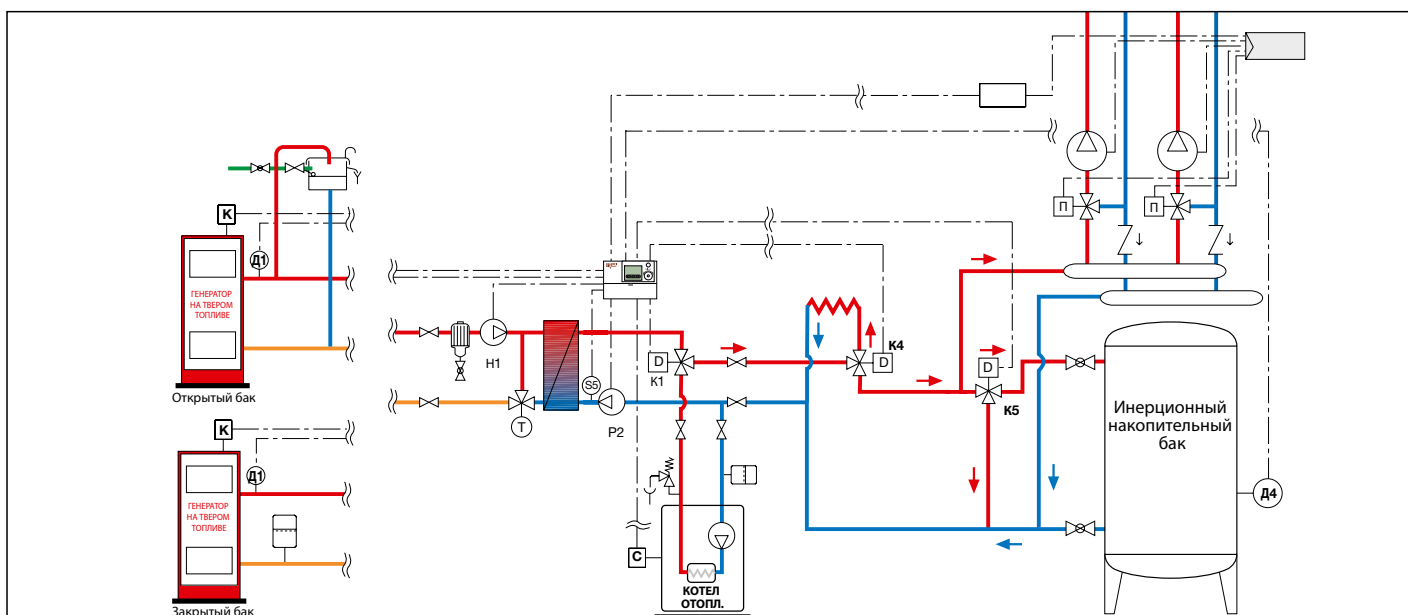 П
П
К
Д1
ГЕНЕРАТОР
НА ТВЕРОМ
ТОПЛИВЕ
Открытый бак
К
Д1
ГЕНЕРАТОР
НА ТВЕРОМ
ТОПЛИВЕ
Закрытый бак
Н1
T
S5
P2
D
К1
D
К4
D
К5
C
КОТЕЛ
ОТОПЛ.
Инерционный
накопительный
бак
Д4